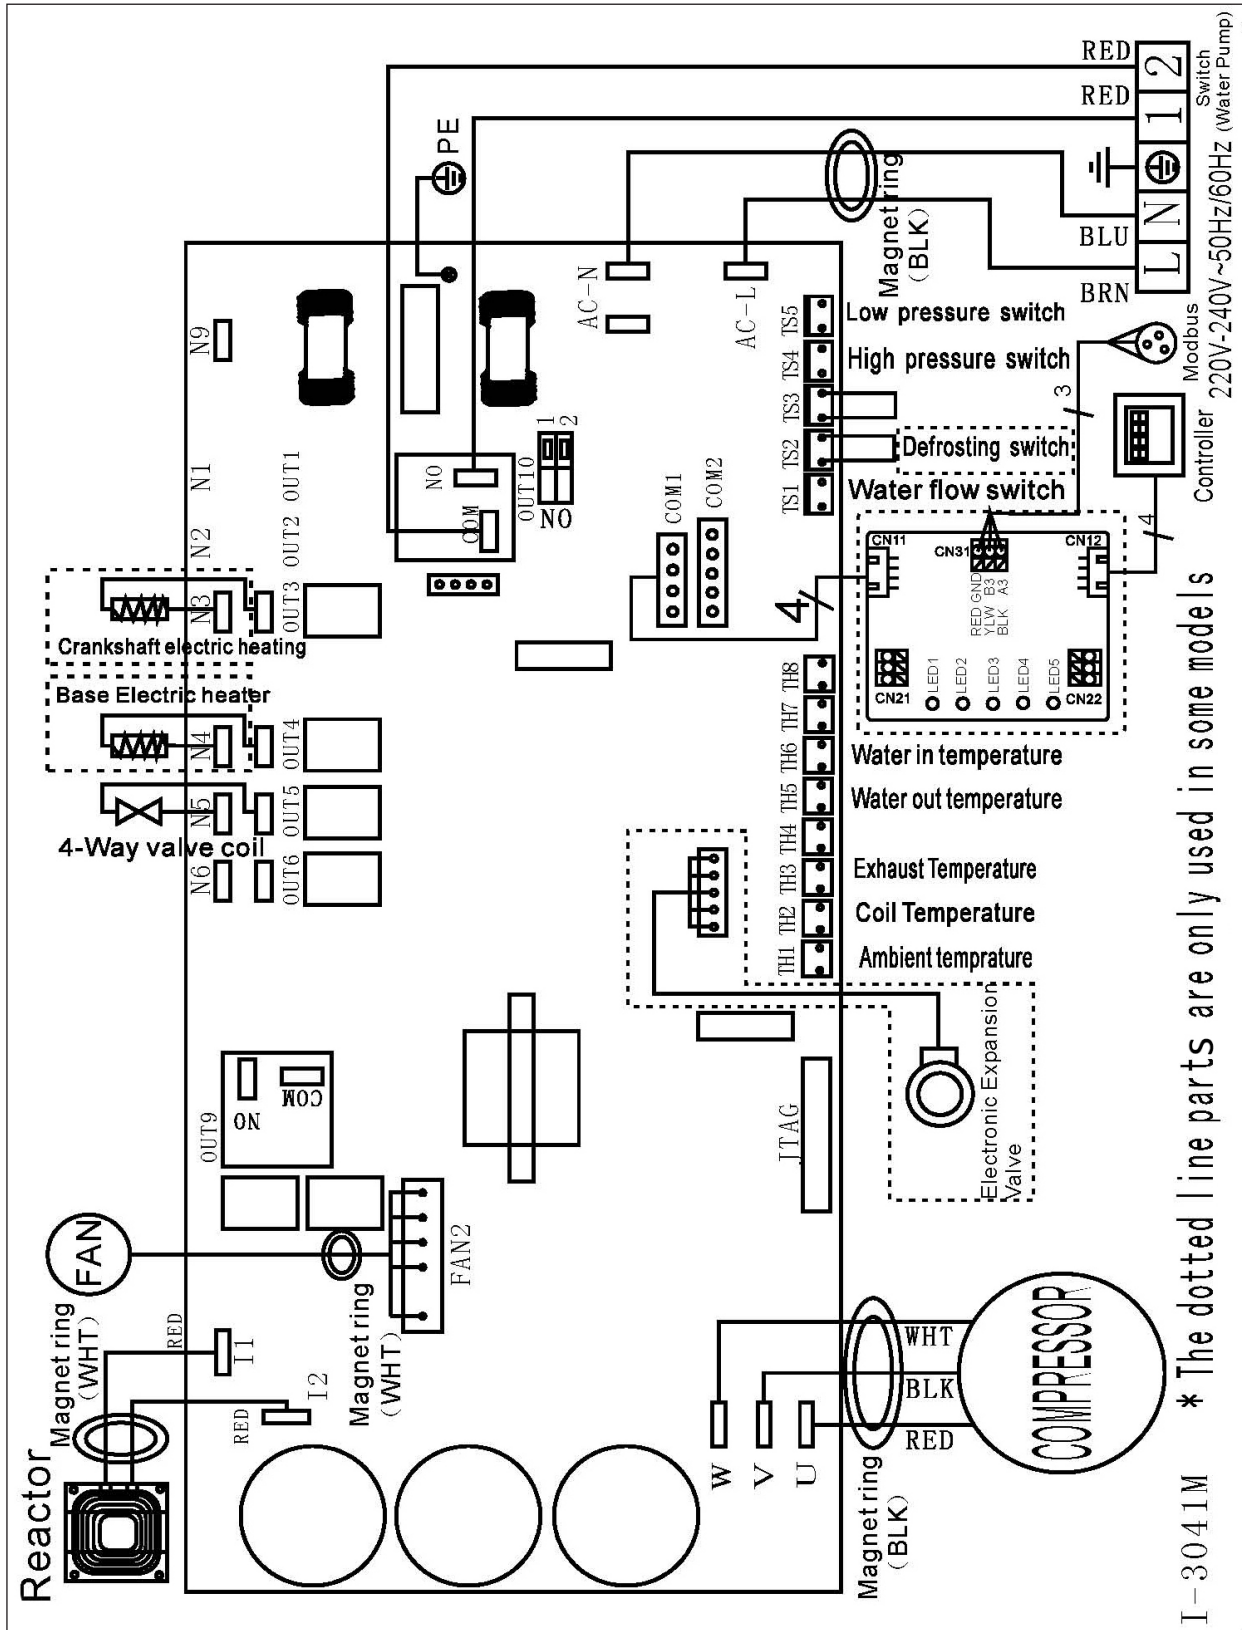 RED
RED
2
1
N
L
BLU
BRN
Switch
(Water Pump)
220V-240V~50Hz/60Hz
PE
Magnet ring
(BLK)
AC-N
AC-L
N9
N1
N2
N3
N4
N5
N6
OUT1
OUT2
OUT3
OUT4
OUT5
OUT6
Crankshaft electric heating
Base Electric heater
4-Way valve coil
NO
COM
OUT10
1
2
ON
COM1
COM2
TS5
TS4
TS3
TS2
TS1
Low pressure switch
High pressure switch
Defrosting switch
Water flow switch
3
Modbus
Controller
4
4
CN11
CN31
CN12
RED GND
YLW B3
BLK A3
CN21
LED1
LED2
LED3
LED4
LED5
CN22
TH8
TH7
TH6
TH5
TH4
TH3
TH2
TH1
Water in temperature
Water out temperature
Exhaust Temperature
Coil Temperature
Ambient temprature
Electronic Expansion
Valve
JTAG
OUT9
NO
COM
FAN
FAN2
Magnet ring
(WHT)
Reactor
Magnet ring
(WHT)
RED
RED
I1
I2
W
V
U
WHT
BLK
RED
Magnet ring
(BLK)
COMPRESSOR
I-3041M
* The dotted line parts are only used in some models